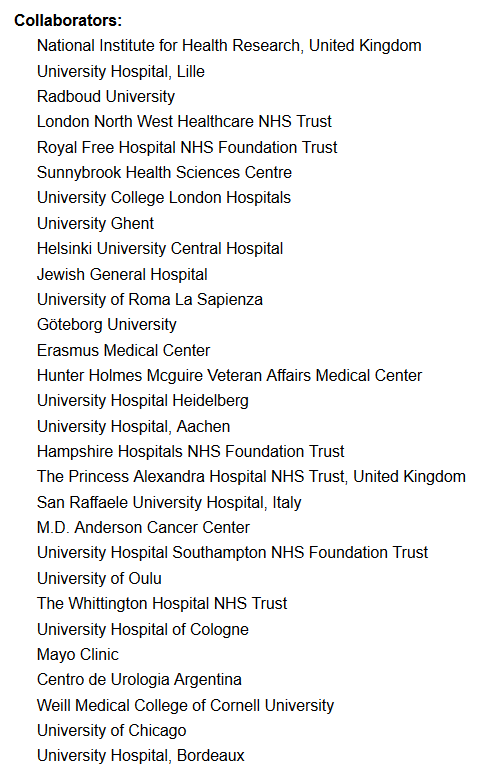 Collaborators:
National Institute for Health Research, United Kingdom
University Hospital, Lille
Radboud University
London North West Healthcare NHS Trust
Royal Free Hospital NHS Foundation Trust
Sunnybrook Health Sciences Centre
University College London Hospitals
University Ghent
Helsinki University Central Hospital
Jewish General Hospital
University of Roma La Sapienza
Göteborg University
Erasmus Medical Center
Hunter Holmes Mcguire Veteran Affairs Medical Center
University Hospital Heidelberg
University Hospital, Aachen
Hampshire Hospitals NHS Foundation Trust
The Princess Alexandra Hospital NHS Trust, United Kingdom
San Raffaele University Hospital, Italy
M.D. Anderson Cancer Center
University Hospital Southampton NHS Foundation Trust
University of Oulu
The Whittington Hospital NHS Trust
University Hospital of Cologne
Mayo Clinic
Centro de Urologia Argentina
Weill Medical College of Cornell University
University of Chicago
University Hospital, Bordeaux